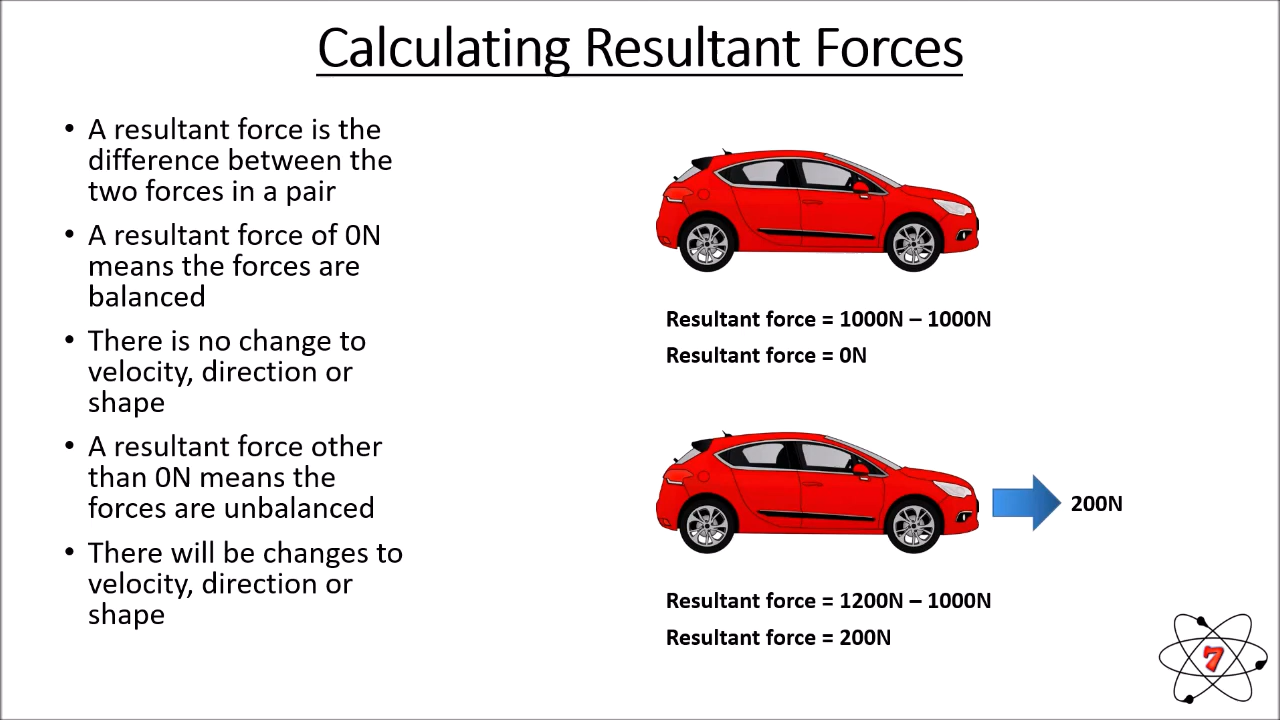 Calculating Resultant Forces
• A resultant force is the
difference between the
two forces in a pair
• A resultant force of 0N
means the forces are
balanced
• There is no change to
velocity, direction or
shape
• A resultant force other
than 0N means the
forces are unbalanced
• There will be changes to
velocity, direction or
shape
Resultant force = 1000N – 1000N
Resultant force = 0N
200N
Resultant force = 1200N – 1000N
Resultant force = 200N
7